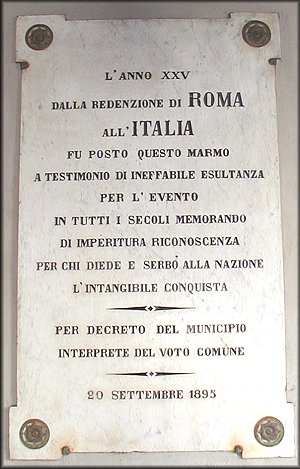 L'ANNO XXV
DALLA REDENZIONE DI ROMA
ALL'ITALIA
FU POSTO QUESTO MARMO
A TESTIMONIO DI INEFFABILE ESULTANZA
PER L'EVENTO
IN TUTTI I SECOLI MEMORANDO
DI IMPERITURA RICONOSCENZA
PER CHI DIEDE E SERBÒ ALLA NAZIONE
L'INTANGIBILE CONQUISTA
PER DECRETO DEL MUNICIPIO
INTERPRETE DEL VOTO COMUNE
20 SETTEMBRE 1895